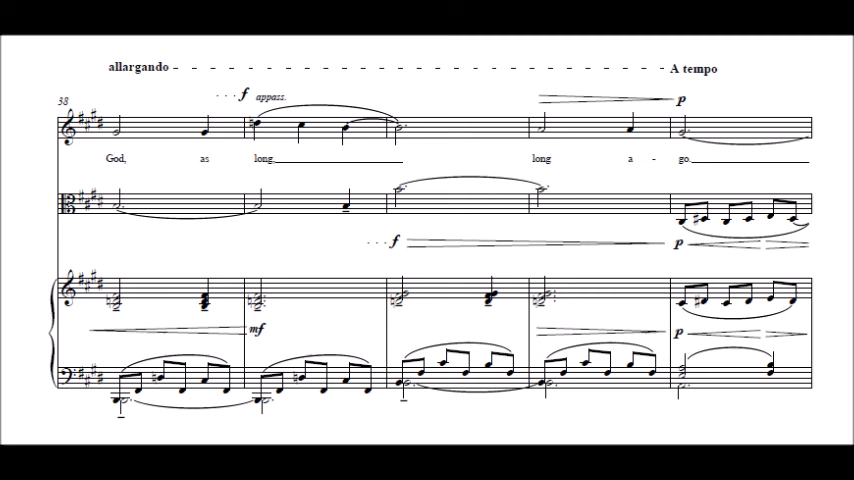 allargando
A tempo
38
f appass.
p
God, as long, long a - go.
f
p
mf
p